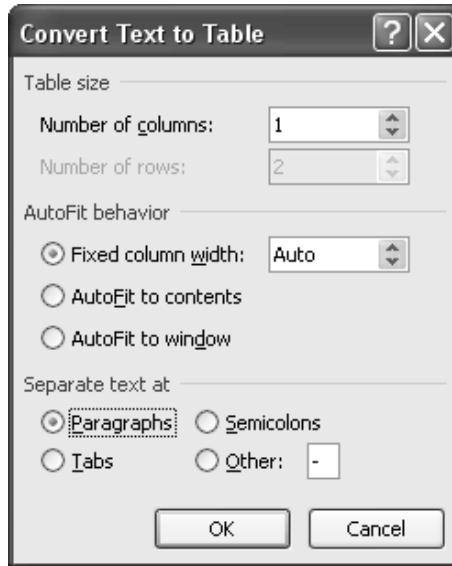 Convert Text to Table
Table size
Number of columns: 1
Number of rows: 2
AutoFit behavior
Fixed column width: Auto
AutoFit to contents
AutoFit to window
Separate text at
Paragraphs Semicolons
Tabs Other: -
OK Cancel